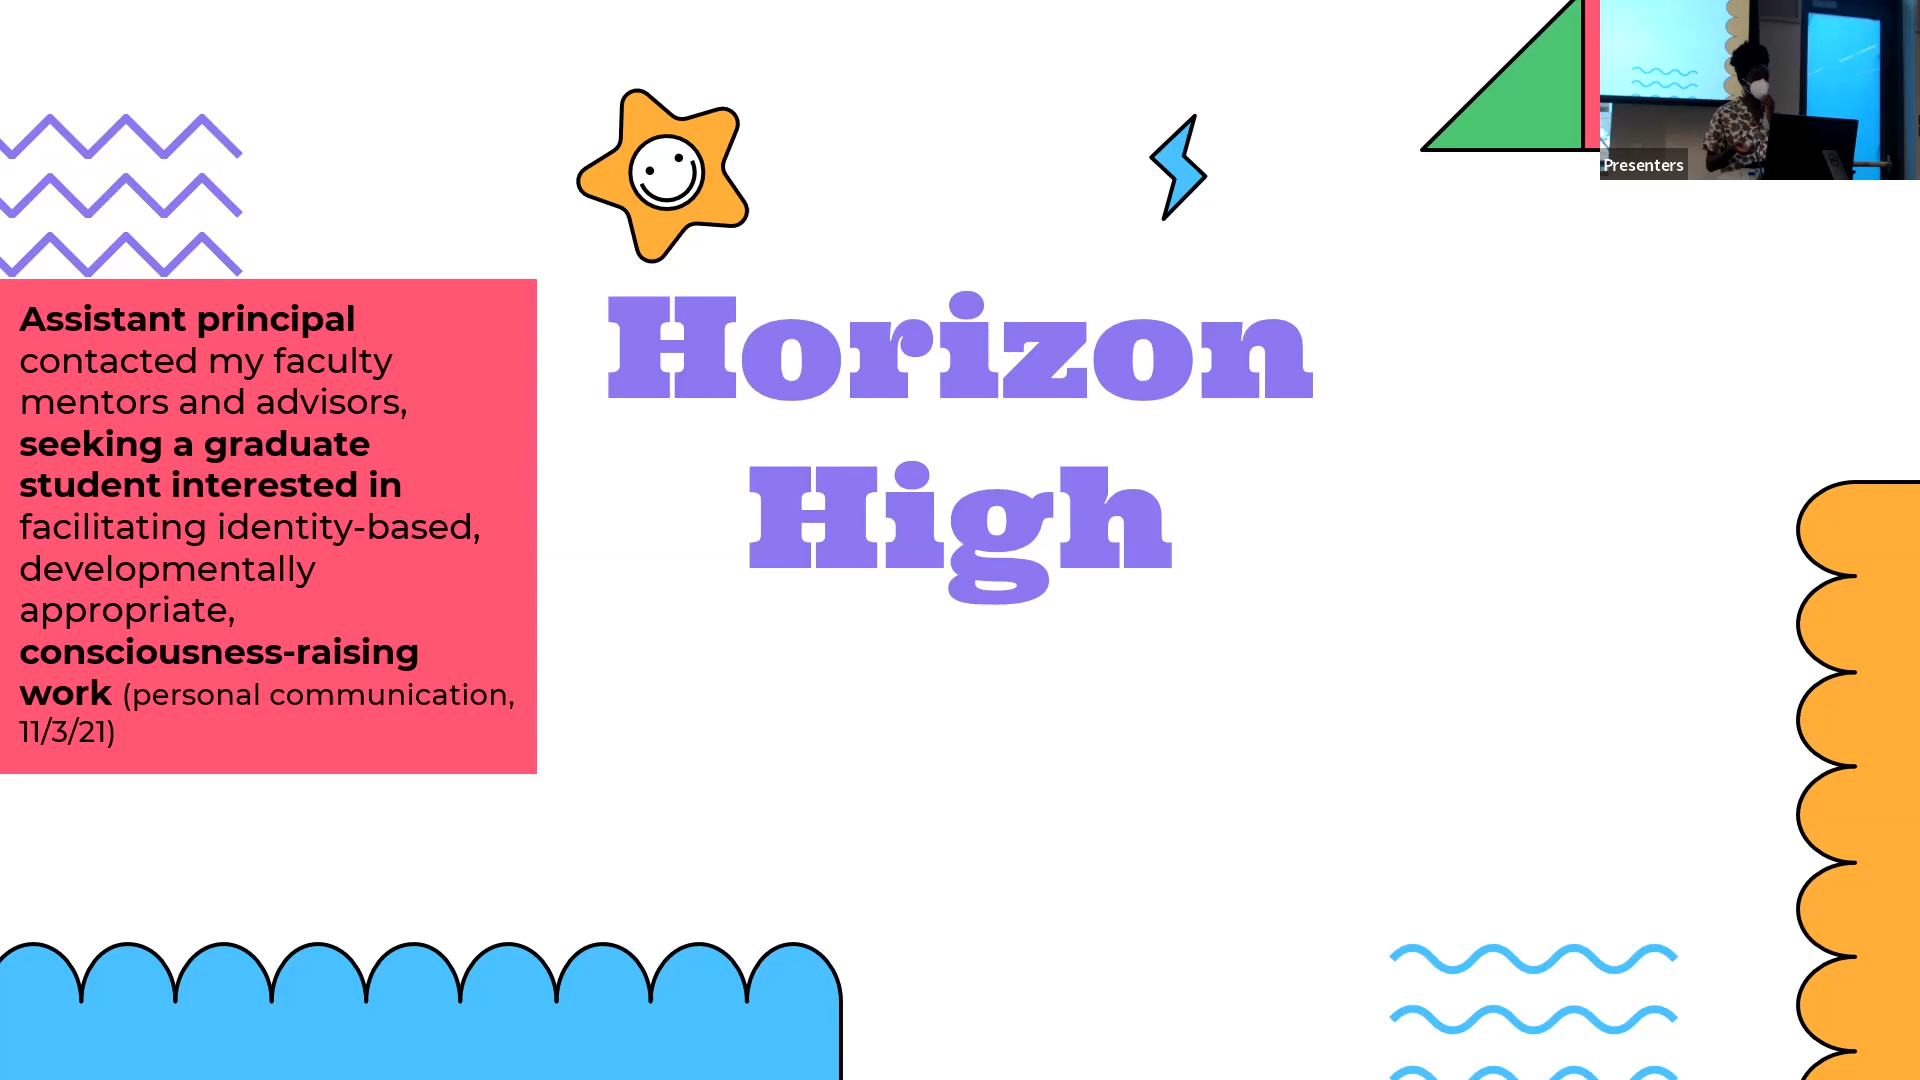 Presenters
Horizon
High
Assistant principal
contacted my faculty
mentors and advisors,
seeking a graduate
student interested in
facilitating identity-based,
developmentally
appropriate,
consciousness-raising
work (personal communication,
11/3/21)